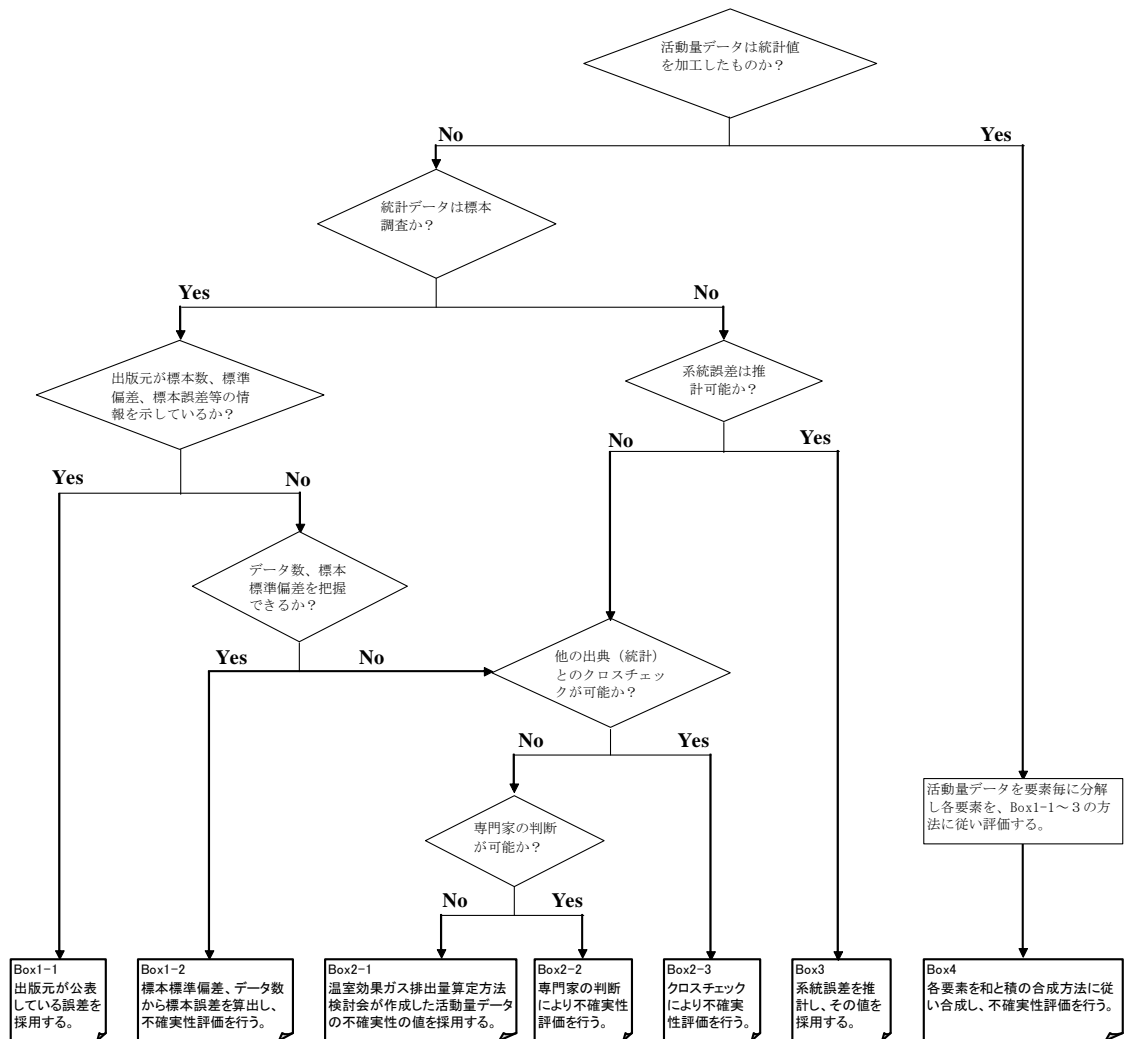 活動量データは統計値
を加工したものか？
No
Yes
統計データは標本
調査か？
Yes
No
出版元が標本数、標準
偏差、標本誤差等の情
報を示しているか？
系統誤差は推
計可能か？
No
Yes
Yes
No
データ数、標本
標準偏差を把握
できるか？
Yes
No
他の出典（統計）
とのクロスチェッ
クが可能か？
No
Yes
活動量データを要素毎に分解
し各要素を、Box1-1～３の方
法に従い評価する。
専門家の判断
が可能か？
No
Yes
Box1-1
出版元が公表
している誤差を
採用する。
Box1-2
標本標準偏差、データ数
から標本誤差を算出し、
不確実性評価を行う。
Box2-1
温室効果ガス排出量算定方法
検討会が作成した活動量データ
の不確実性の値を採用する。
Box2-2
専門家の判断
により不確実性
評価を行う。
Box2-3
クロスチェック
により不確実
性評価を行う。
Box3
系統誤差を推
計し、その値を
採用する。
Box4
各要素を和と積の合成方法に従
い合成し、不確実性評価を行う。